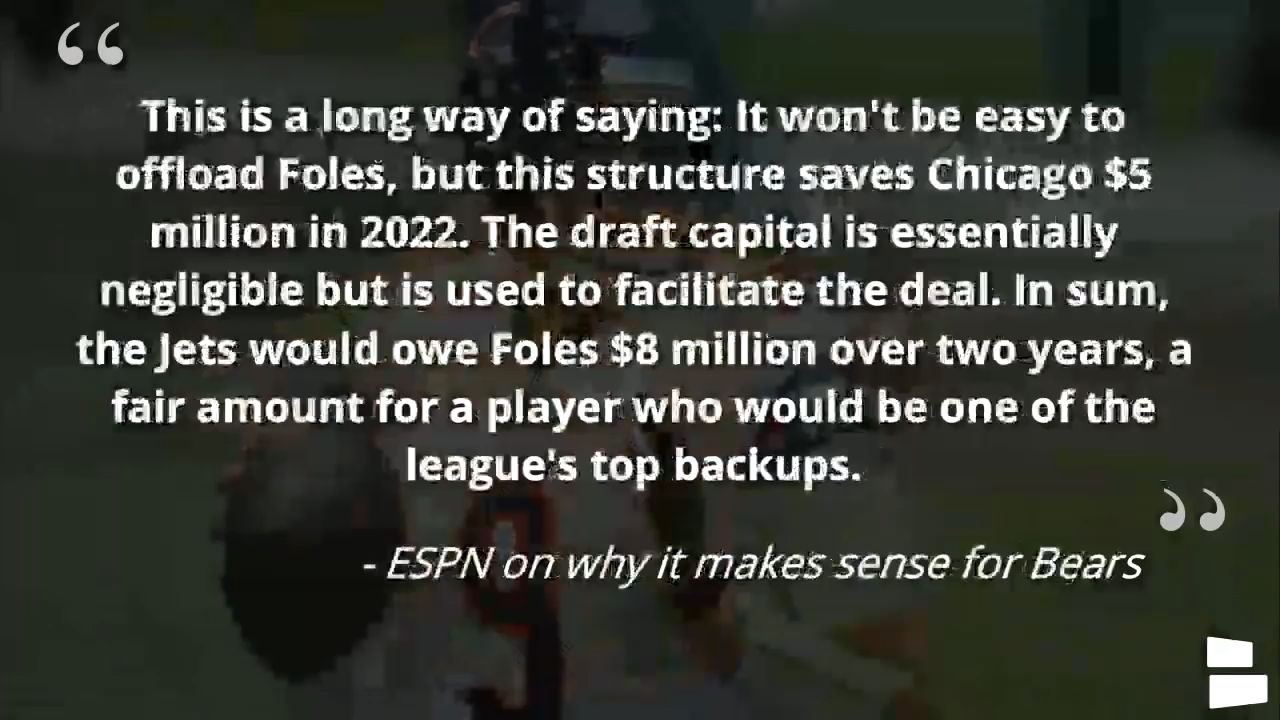 This is a long way of saying: It won't be easy to
offload Foles, but this structure saves Chicago $5
million in 2022. The draft capital is essentially
negligible but is used to facilitate the deal. In sum,
the Jets would owe Foles $8 million over two years, a
fair amount for a player who would be one of the
league's top backups.
- ESPN on why it makes sense for Bears